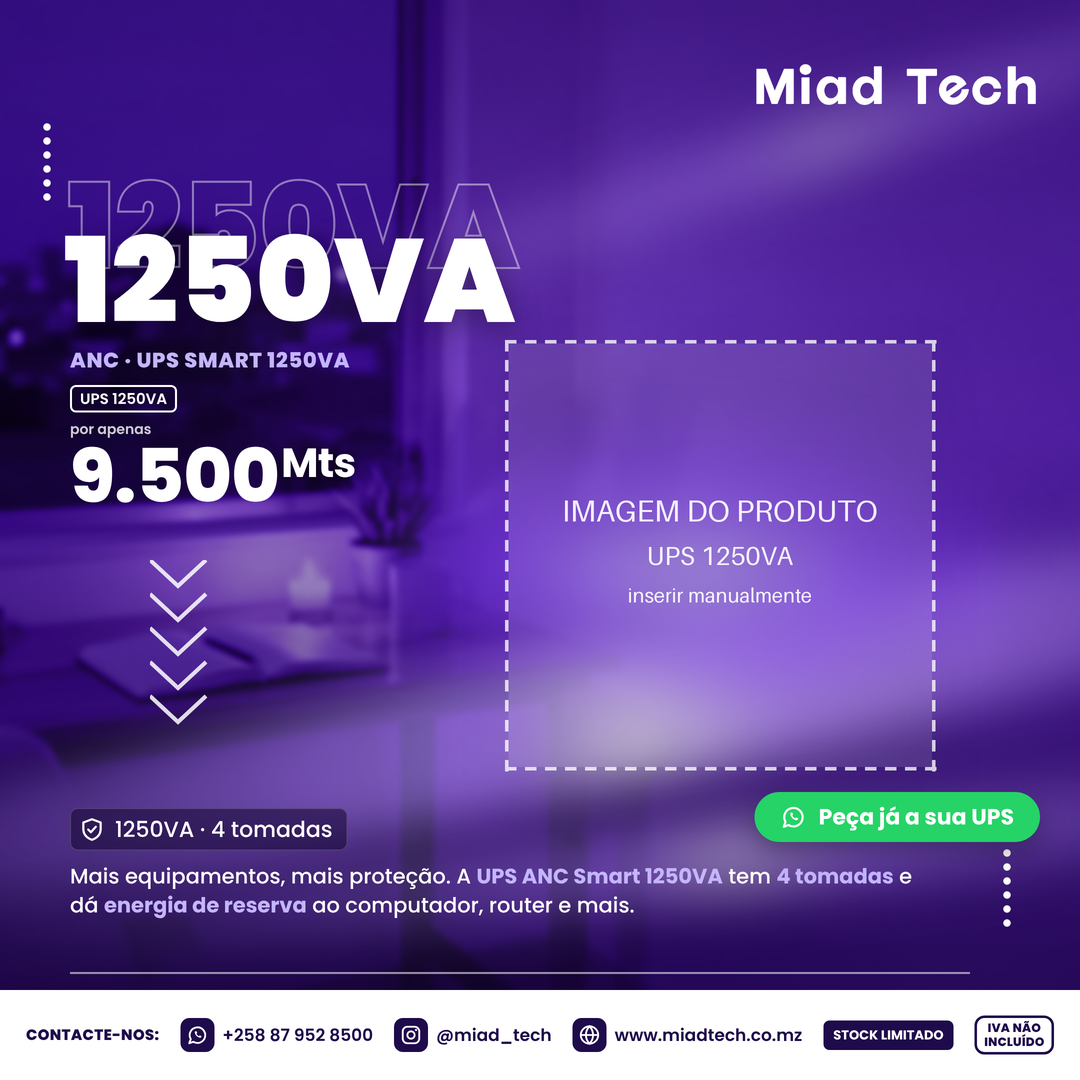 Miad Tech
1250VA
1250VA
ANC · UPS SMART 1250VA
UPS 1250VA
por apenas
9.500Mts
IMAGEM DO PRODUTO
UPS 1250VA
inserir manualmente
Peça já a sua UPS
1250VA · 4 tomadas
Mais equipamentos, mais proteção. A UPS ANC Smart 1250VA tem 4 tomadas e
dá energia de reserva ao computador, router e mais.
CONTACTE-NOS: +258 87 952 8500 @miad_tech www.miadtech.co.mz STOCK LIMITADO
IVA NÃO
INCLUÍDO